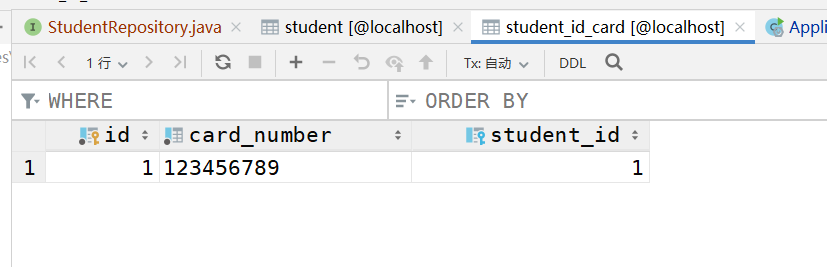 StudentRepository.java student [@localhost] student_id_card [@localhost] Appli
1 行 Tx: 自动 DDL
WHERE ORDER BY
id card_number student_id
1 1 123456789 1